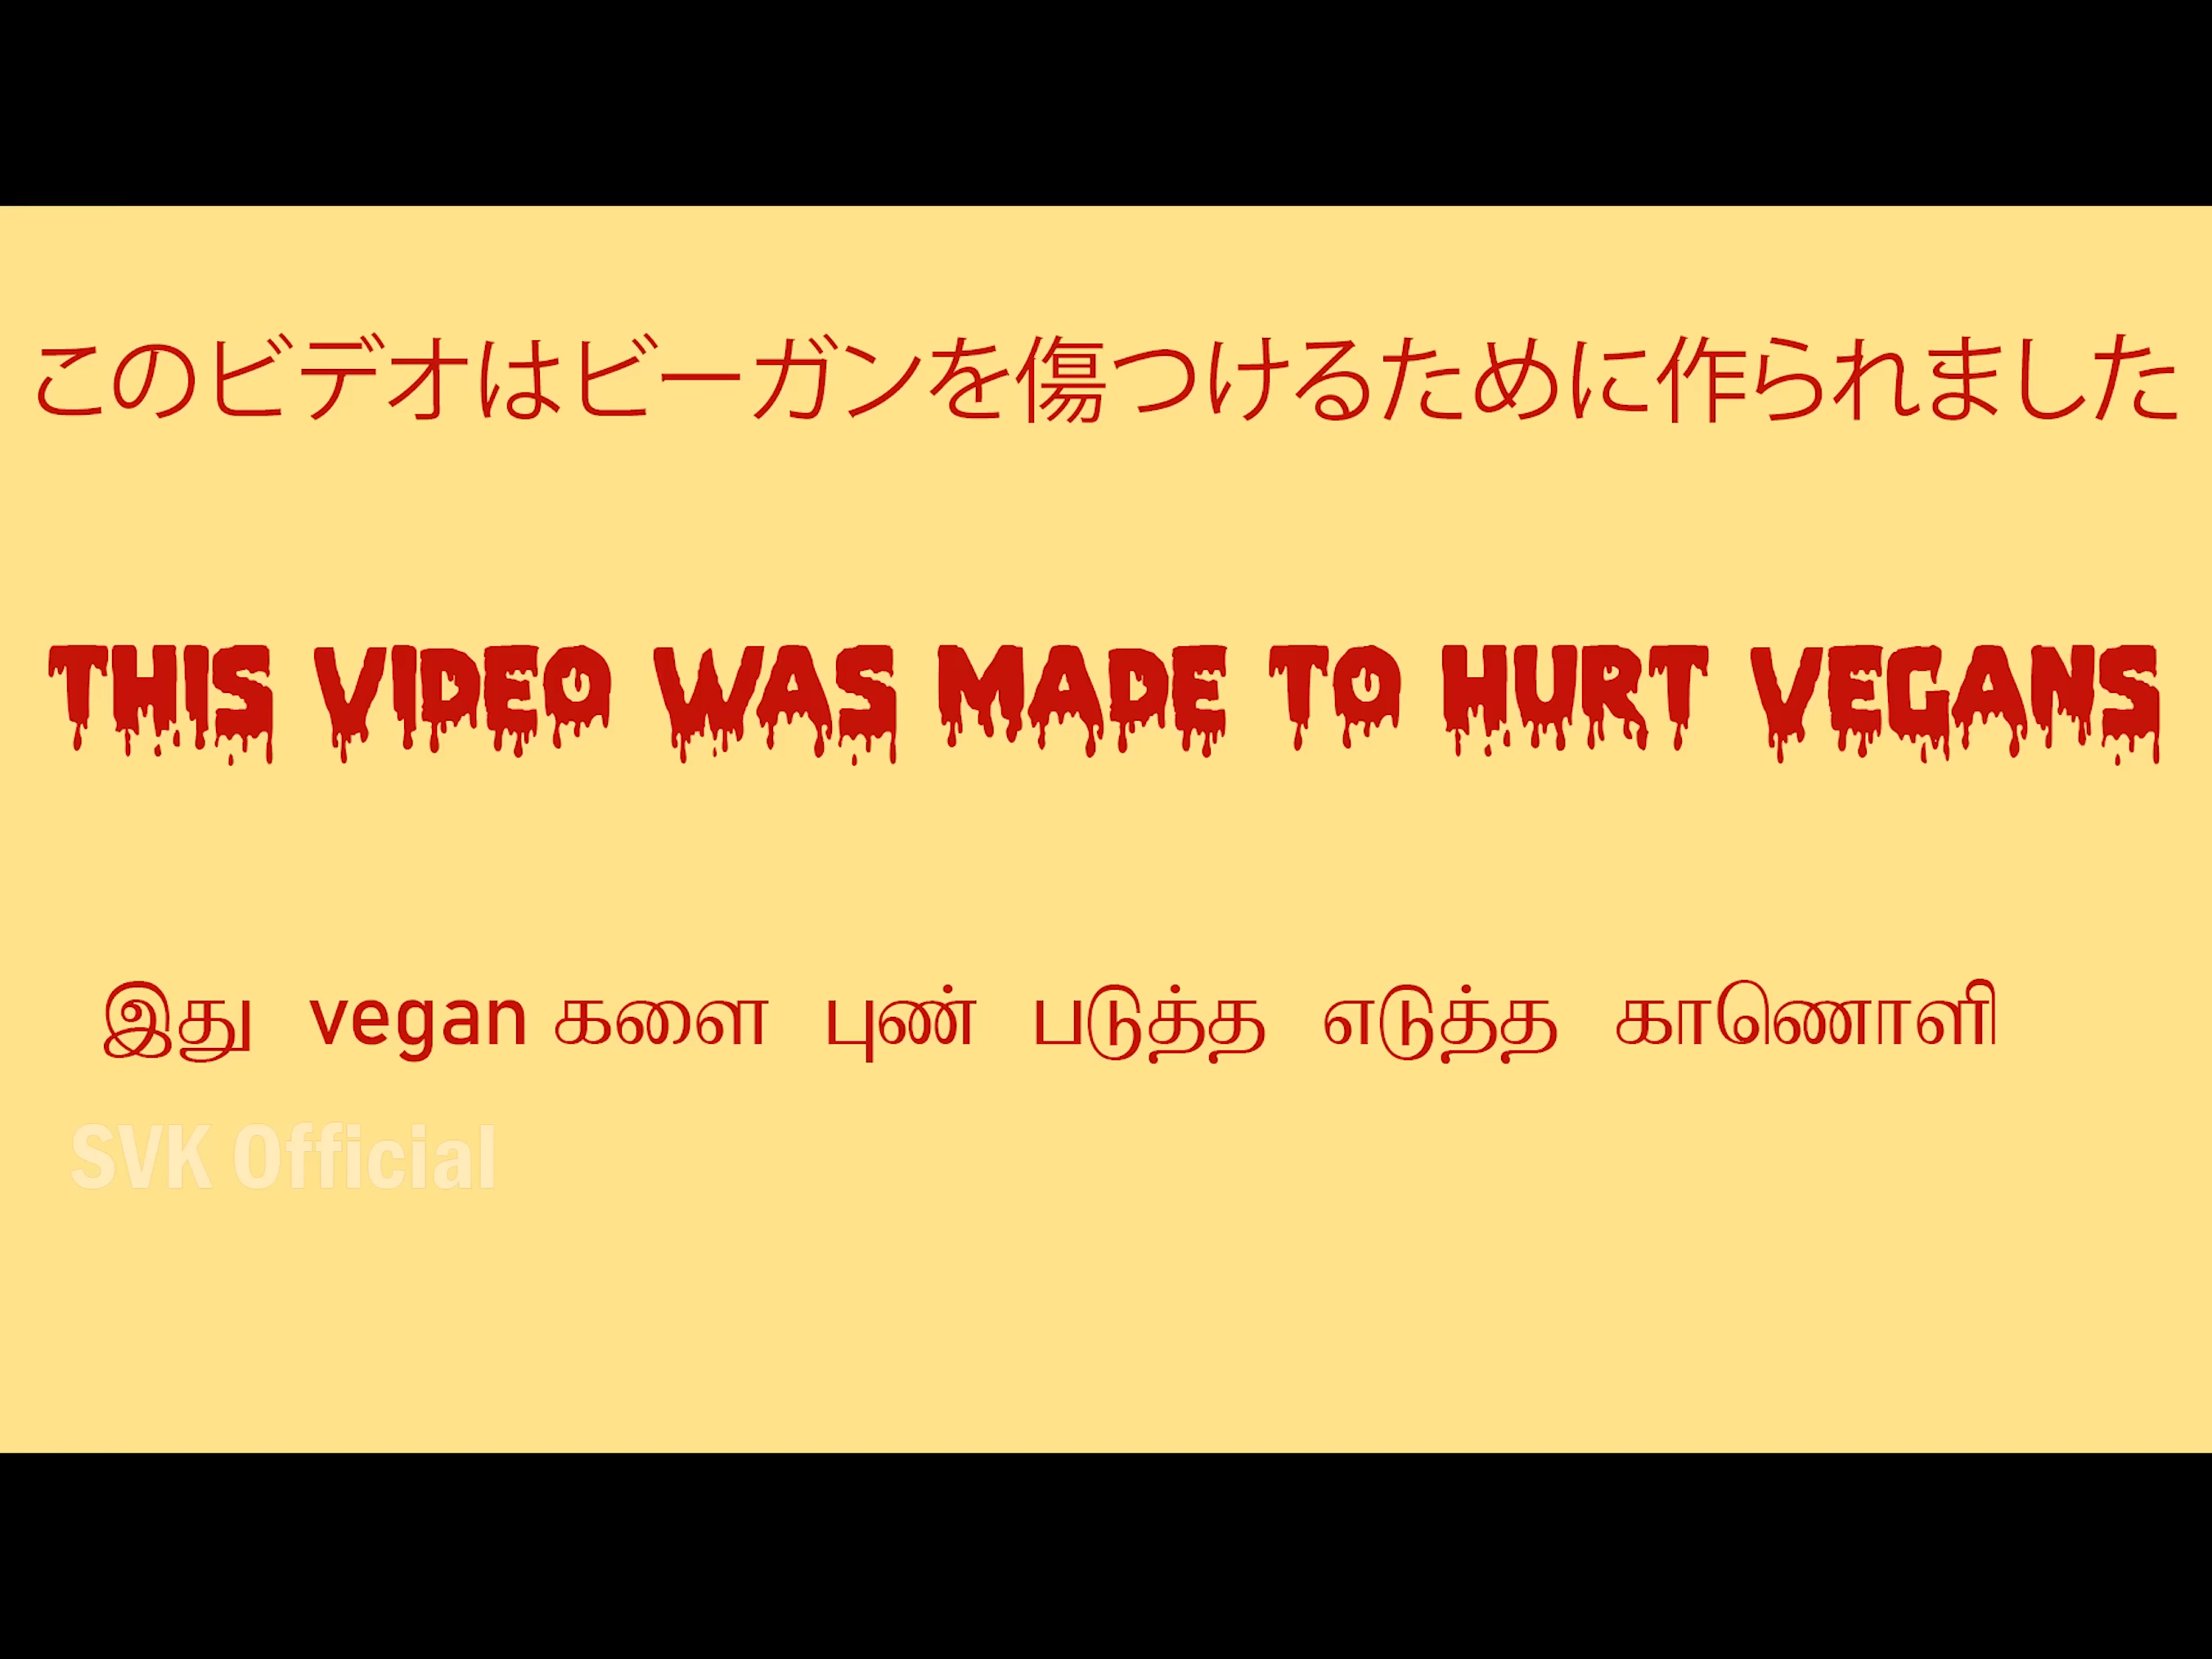 このビデオはビーガンを傷つけるために作られました
THIS VIDEO WAS MADE TO HURT VEGANS
இது vegan களை புண் படுத்த எடுத்த காணொளி
SVK Official